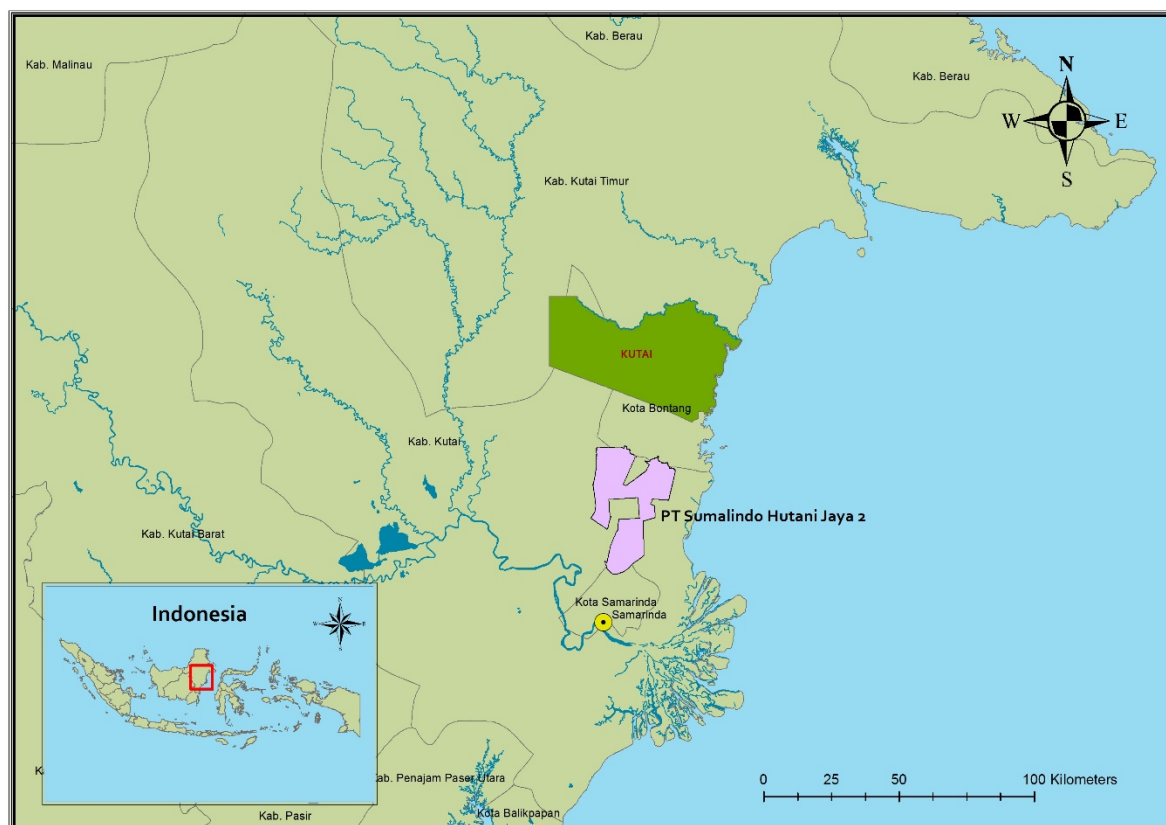 Kab. Berau
Kab. Malinau
Kab. Berau
N
W
E
S
Kab. Kutai Timur
KUTAI
Kota Bontang
Kab. Kutai
PT Sumalindo Hutani Jaya 2
Kab. Kutai Barat
Kota Samarinda
Samarinda
Indonesia
Kab. Penajam Paser Utara
Kab. Pasir
Kota Balikpapan
0 25 50 100 Kilometers